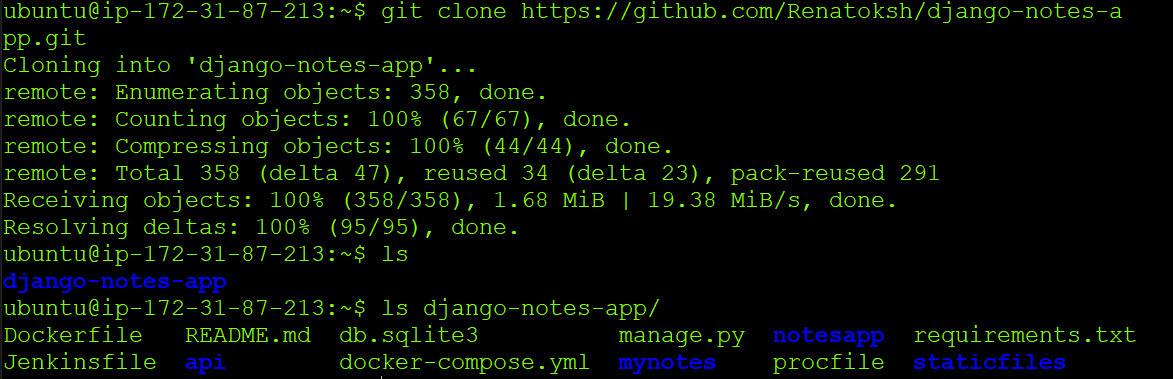 ubuntu@ip-172-31-87-213:~$ git clone https://github.com/Renatoksh/django-notes-a
pp.git
Cloning into 'django-notes-app'...
remote: Enumerating objects: 358, done.
remote: Counting objects: 100% (67/67), done.
remote: Compressing objects: 100% (44/44), done.
remote: Total 358 (delta 47), reused 34 (delta 23), pack-reused 291
Receiving objects: 100% (358/358), 1.68 MiB | 19.38 MiB/s, done.
Resolving deltas: 100% (95/95), done.
ubuntu@ip-172-31-87-213:~$ ls
django-notes-app
ubuntu@ip-172-31-87-213:~$ ls django-notes-app/
Dockerfile   README.md  db.sqlite3          manage.py  notesapp  requirements.txt
Jenkinsfile  api        docker-compose.yml  mynotes    procfile  staticfiles